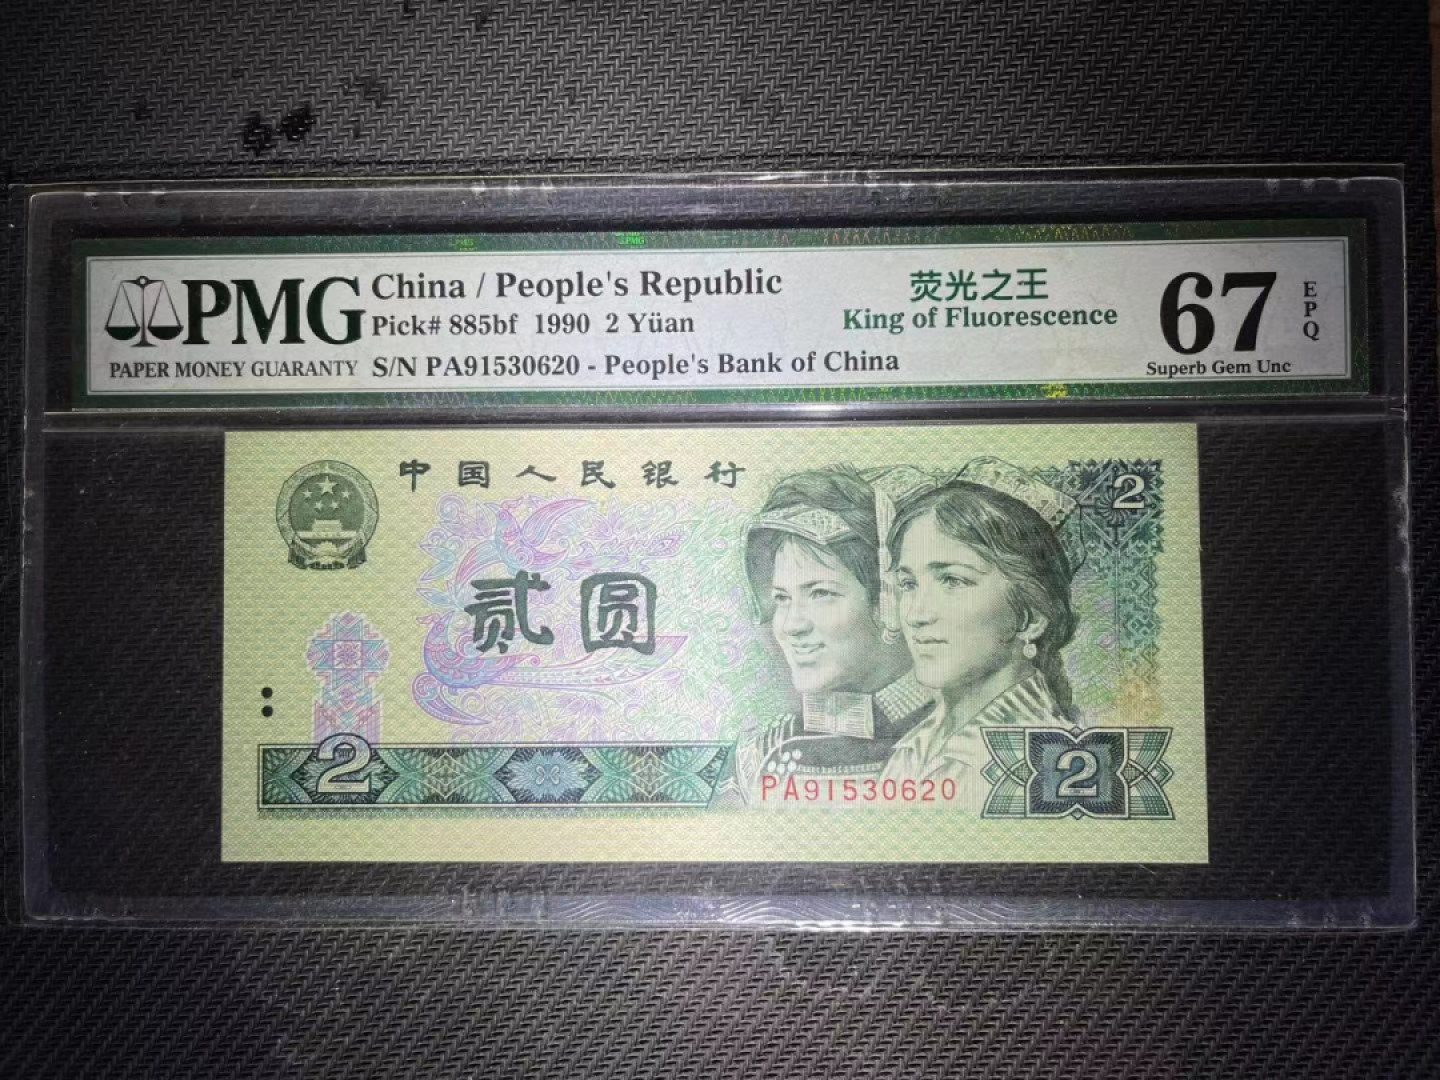 PMG
PAPER MONEY GUARANTY
China / People's Republic
Pick# 885bf 1990 2 Yüan
S/N PA91530620 - People's Bank of China
荧光之王
King of Fluorescence
67
EPQ
Superb Gem Unc
中国人民银行
2
贰圆
2
PA91530620
2